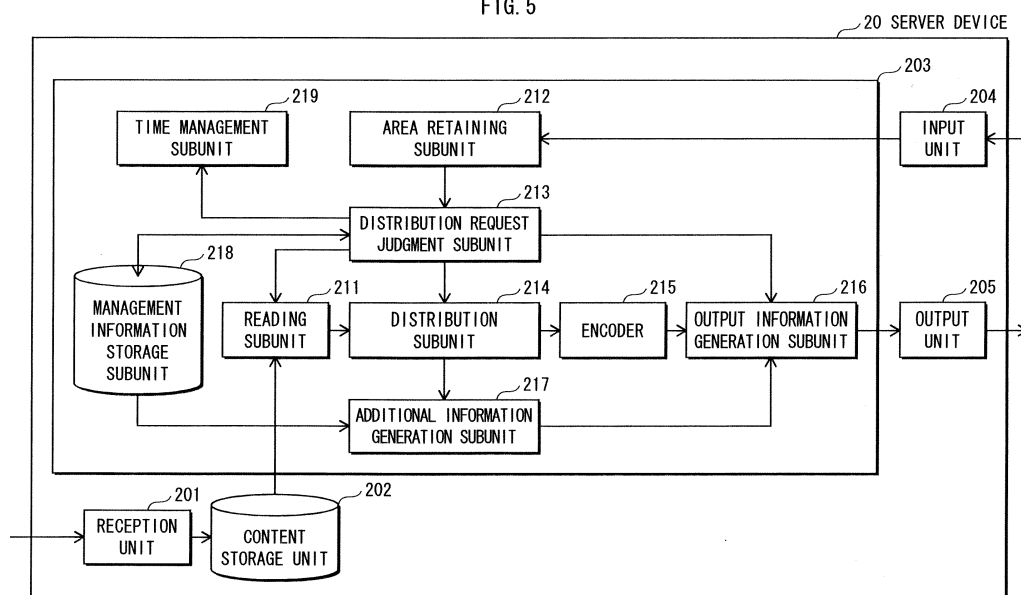 FIG. 5
20 SERVER DEVICE
203
219
TIME MANAGEMENT
SUBUNIT
212
AREA RETAINING
SUBUNIT
204
INPUT
UNIT
213
DISTRIBUTION REQUEST
JUDGMENT SUBUNIT
218
MANAGEMENT
INFORMATION
STORAGE
SUBUNIT
211
READING
SUBUNIT
214
DISTRIBUTION
SUBUNIT
215
ENCODER
216
OUTPUT INFORMATION
GENERATION SUBUNIT
205
OUTPUT
UNIT
217
ADDITIONAL INFORMATION
GENERATION SUBUNIT
201
RECEPTION
UNIT
202
CONTENT
STORAGE UNIT